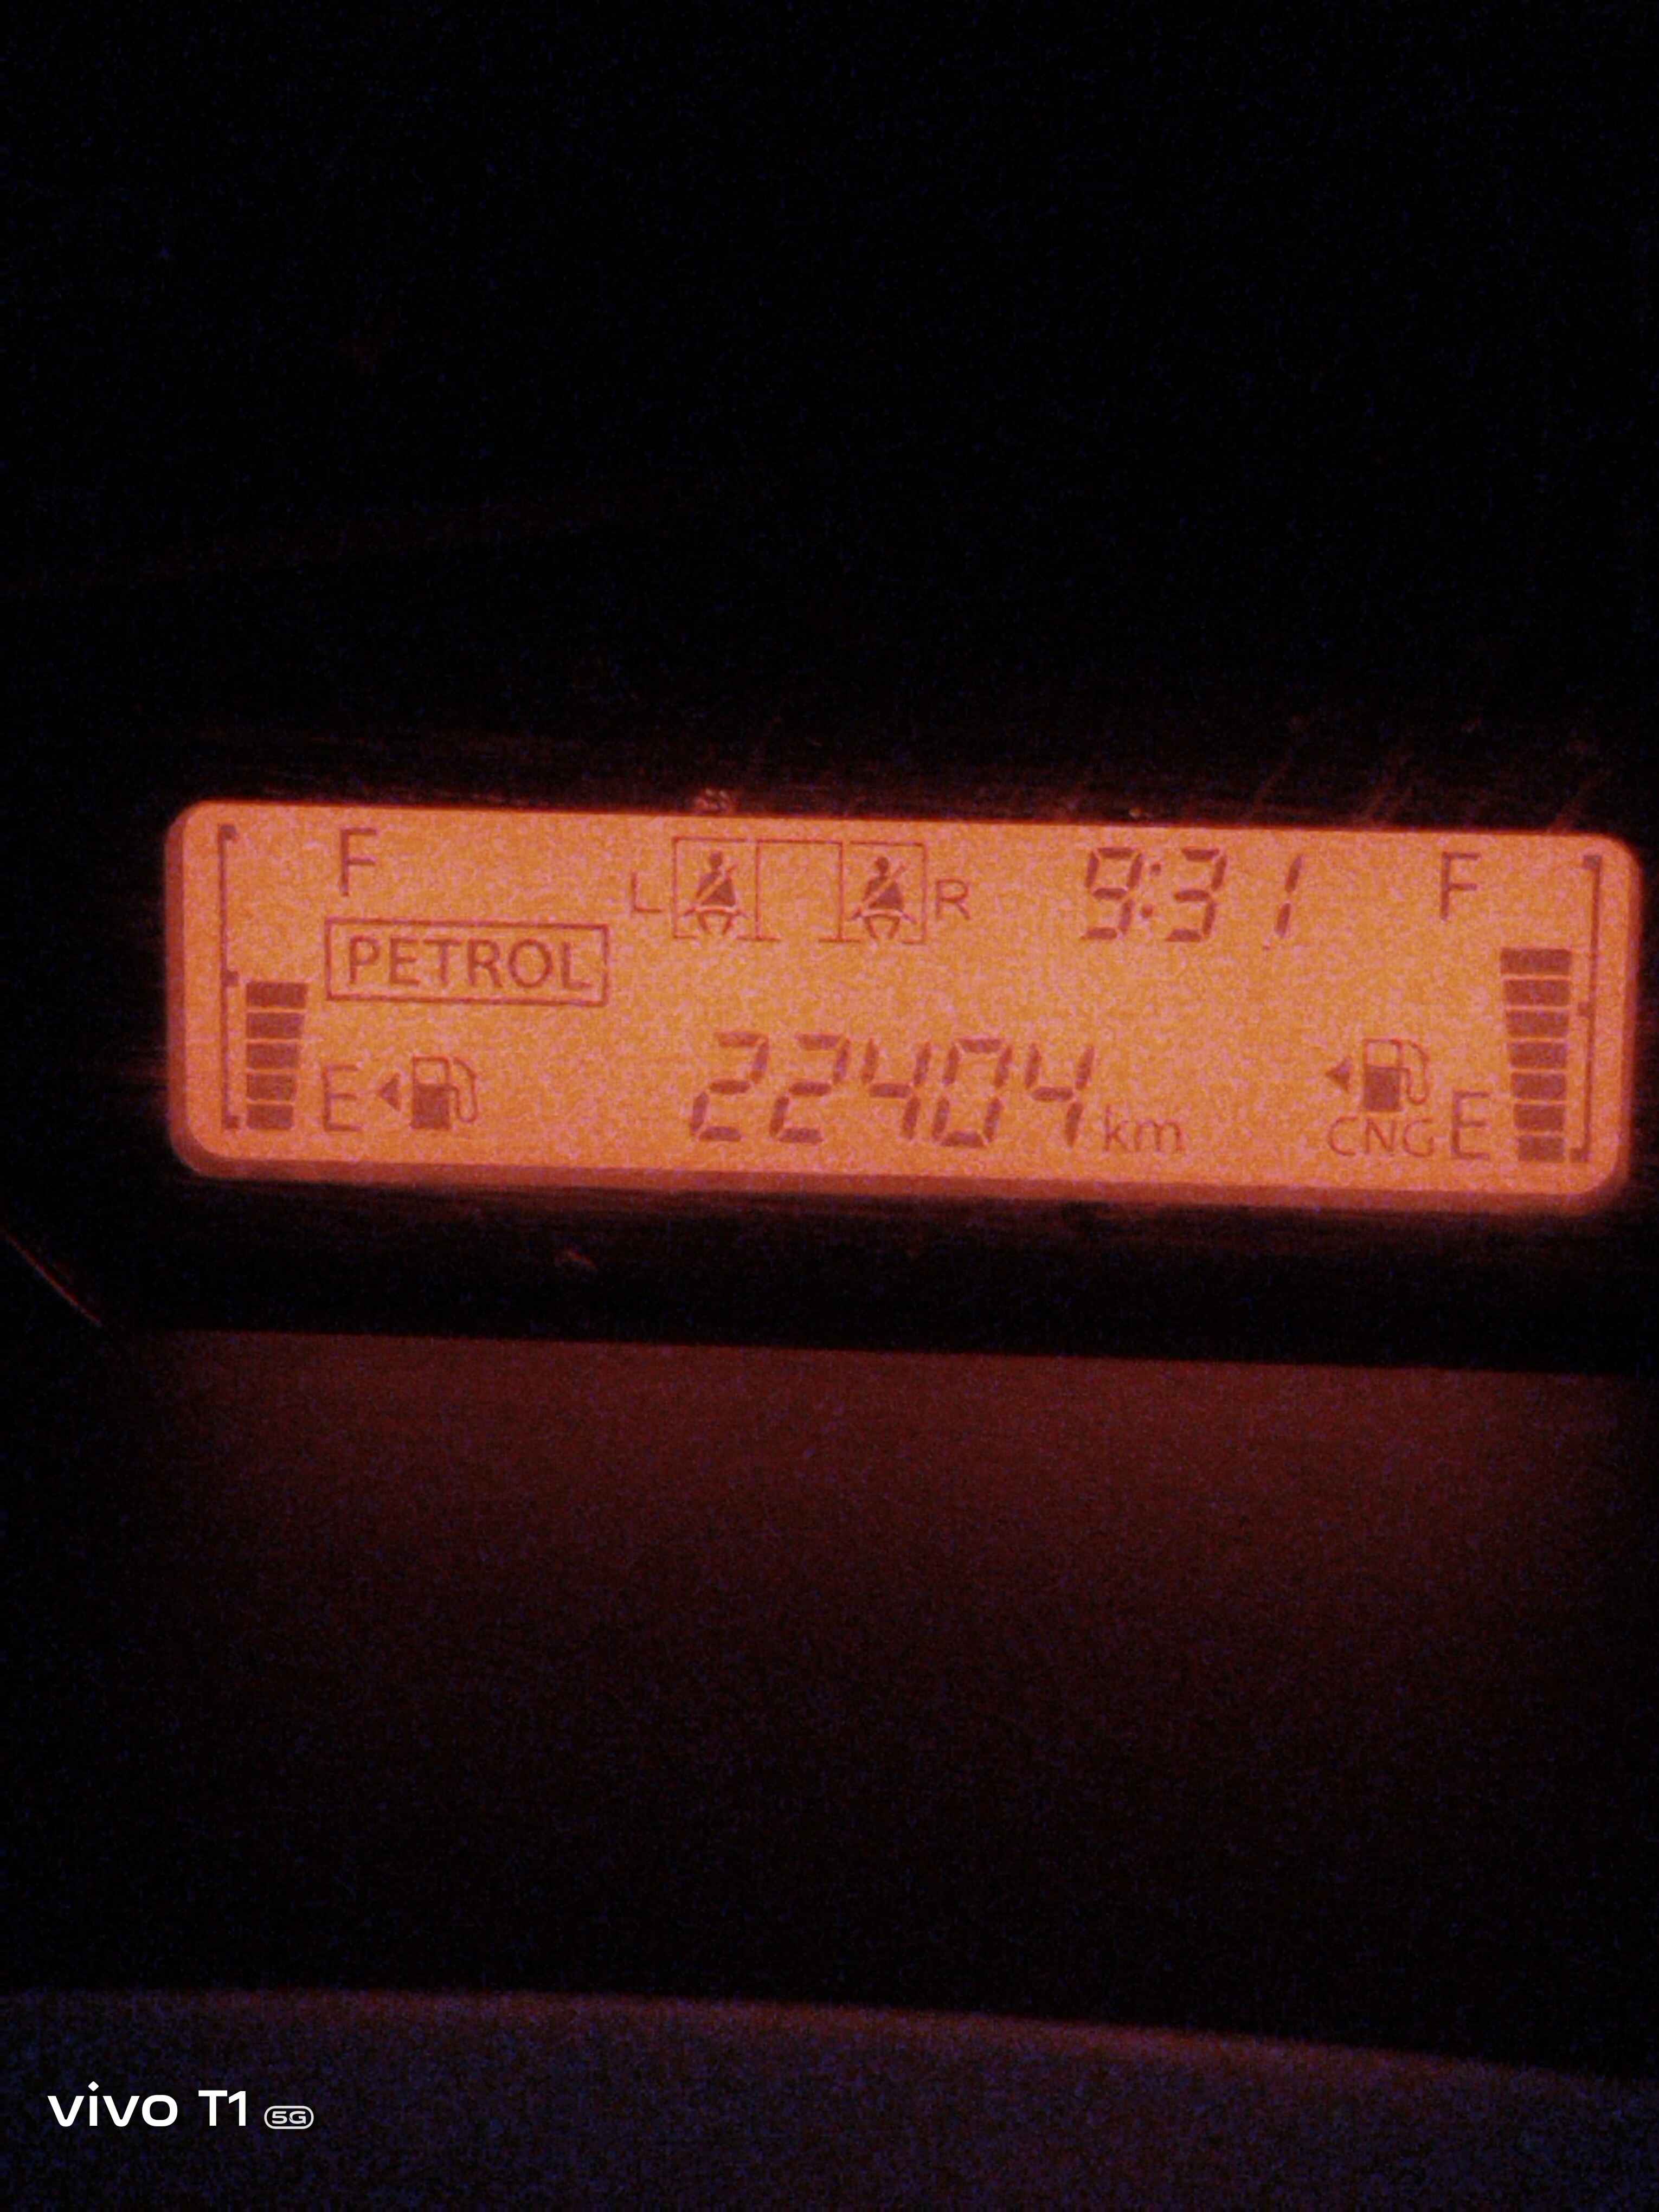 F L R 9:31 F
PETROL
E 22404 km CNG E
vivo T1 5G